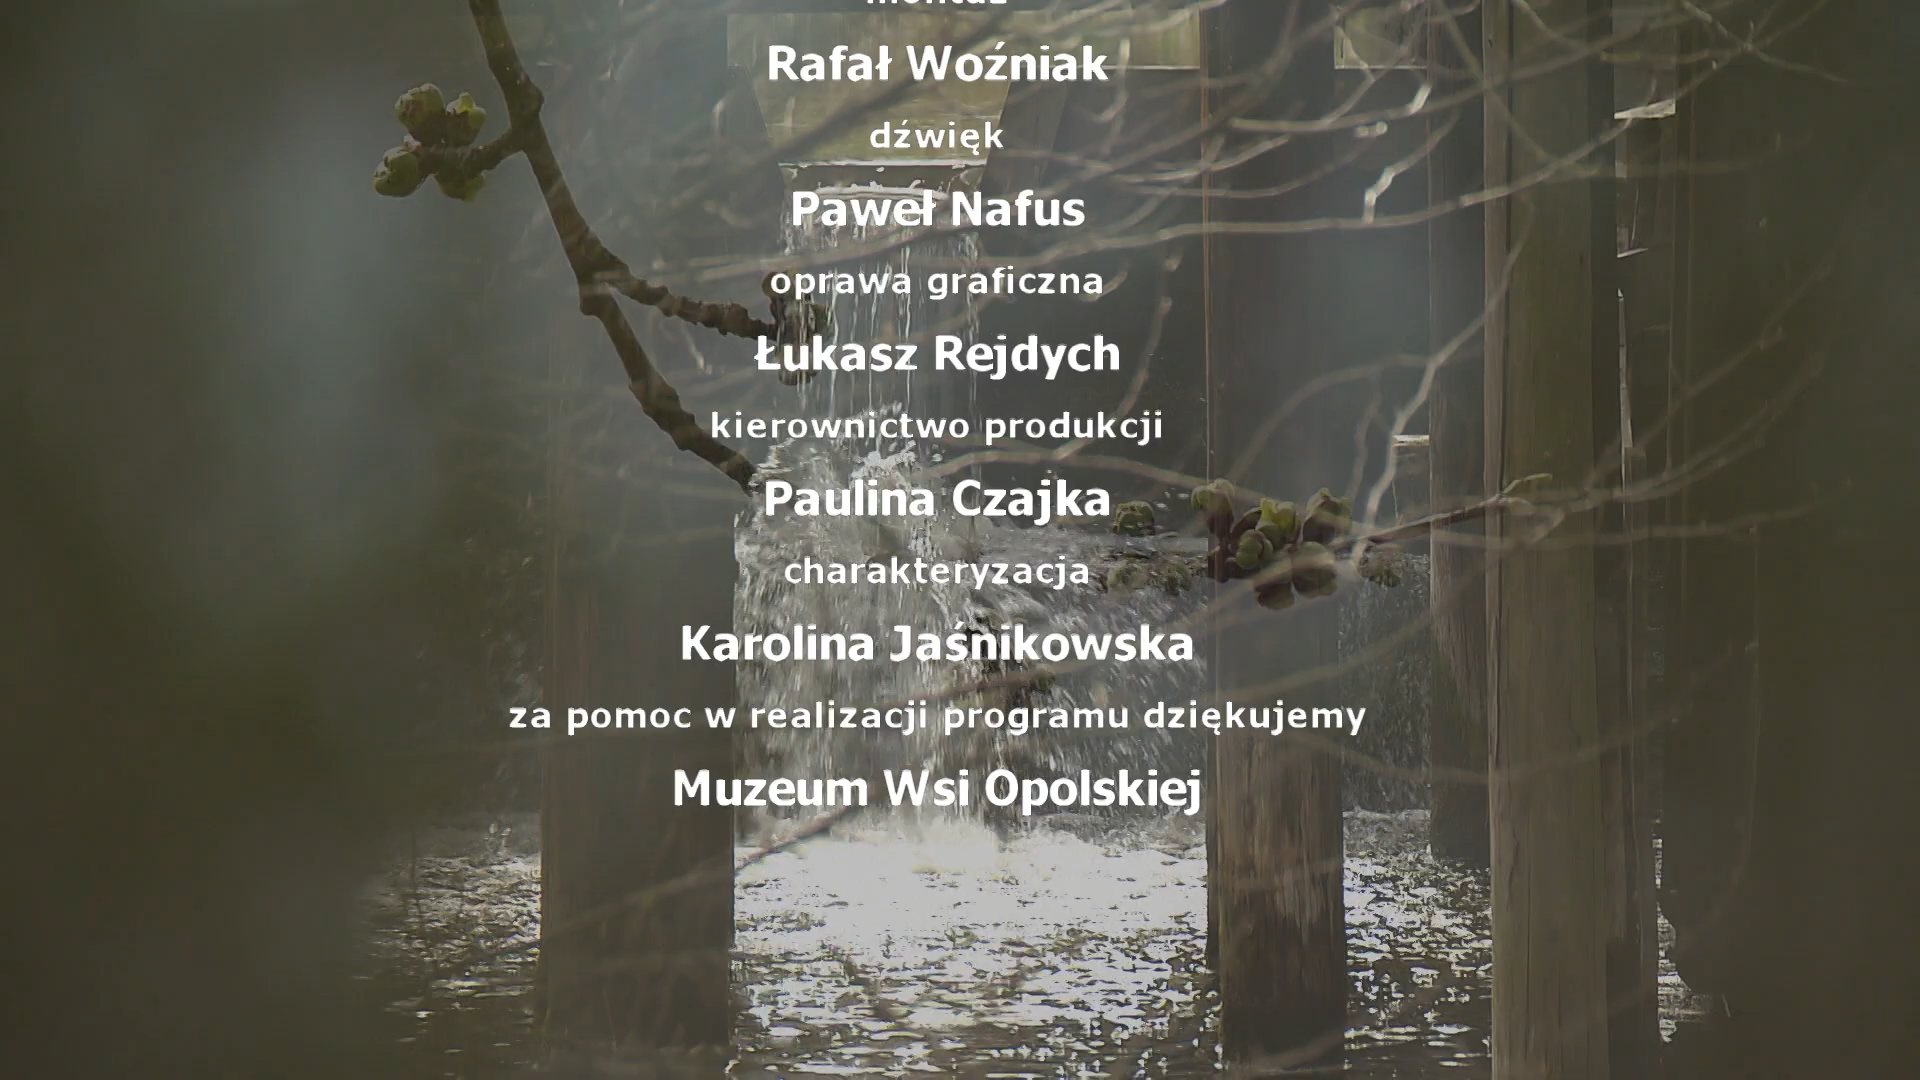 montaż
Rafał Woźniak
dźwięk
Paweł Nafus
oprawa graficzna
Łukasz Rejdych
kierownictwo produkcji
Paulina Czajka
charakteryzacja
Karolina Jaśnikowska
za pomoc w realizacji programu dziękujemy
Muzeum Wsi Opolskiej